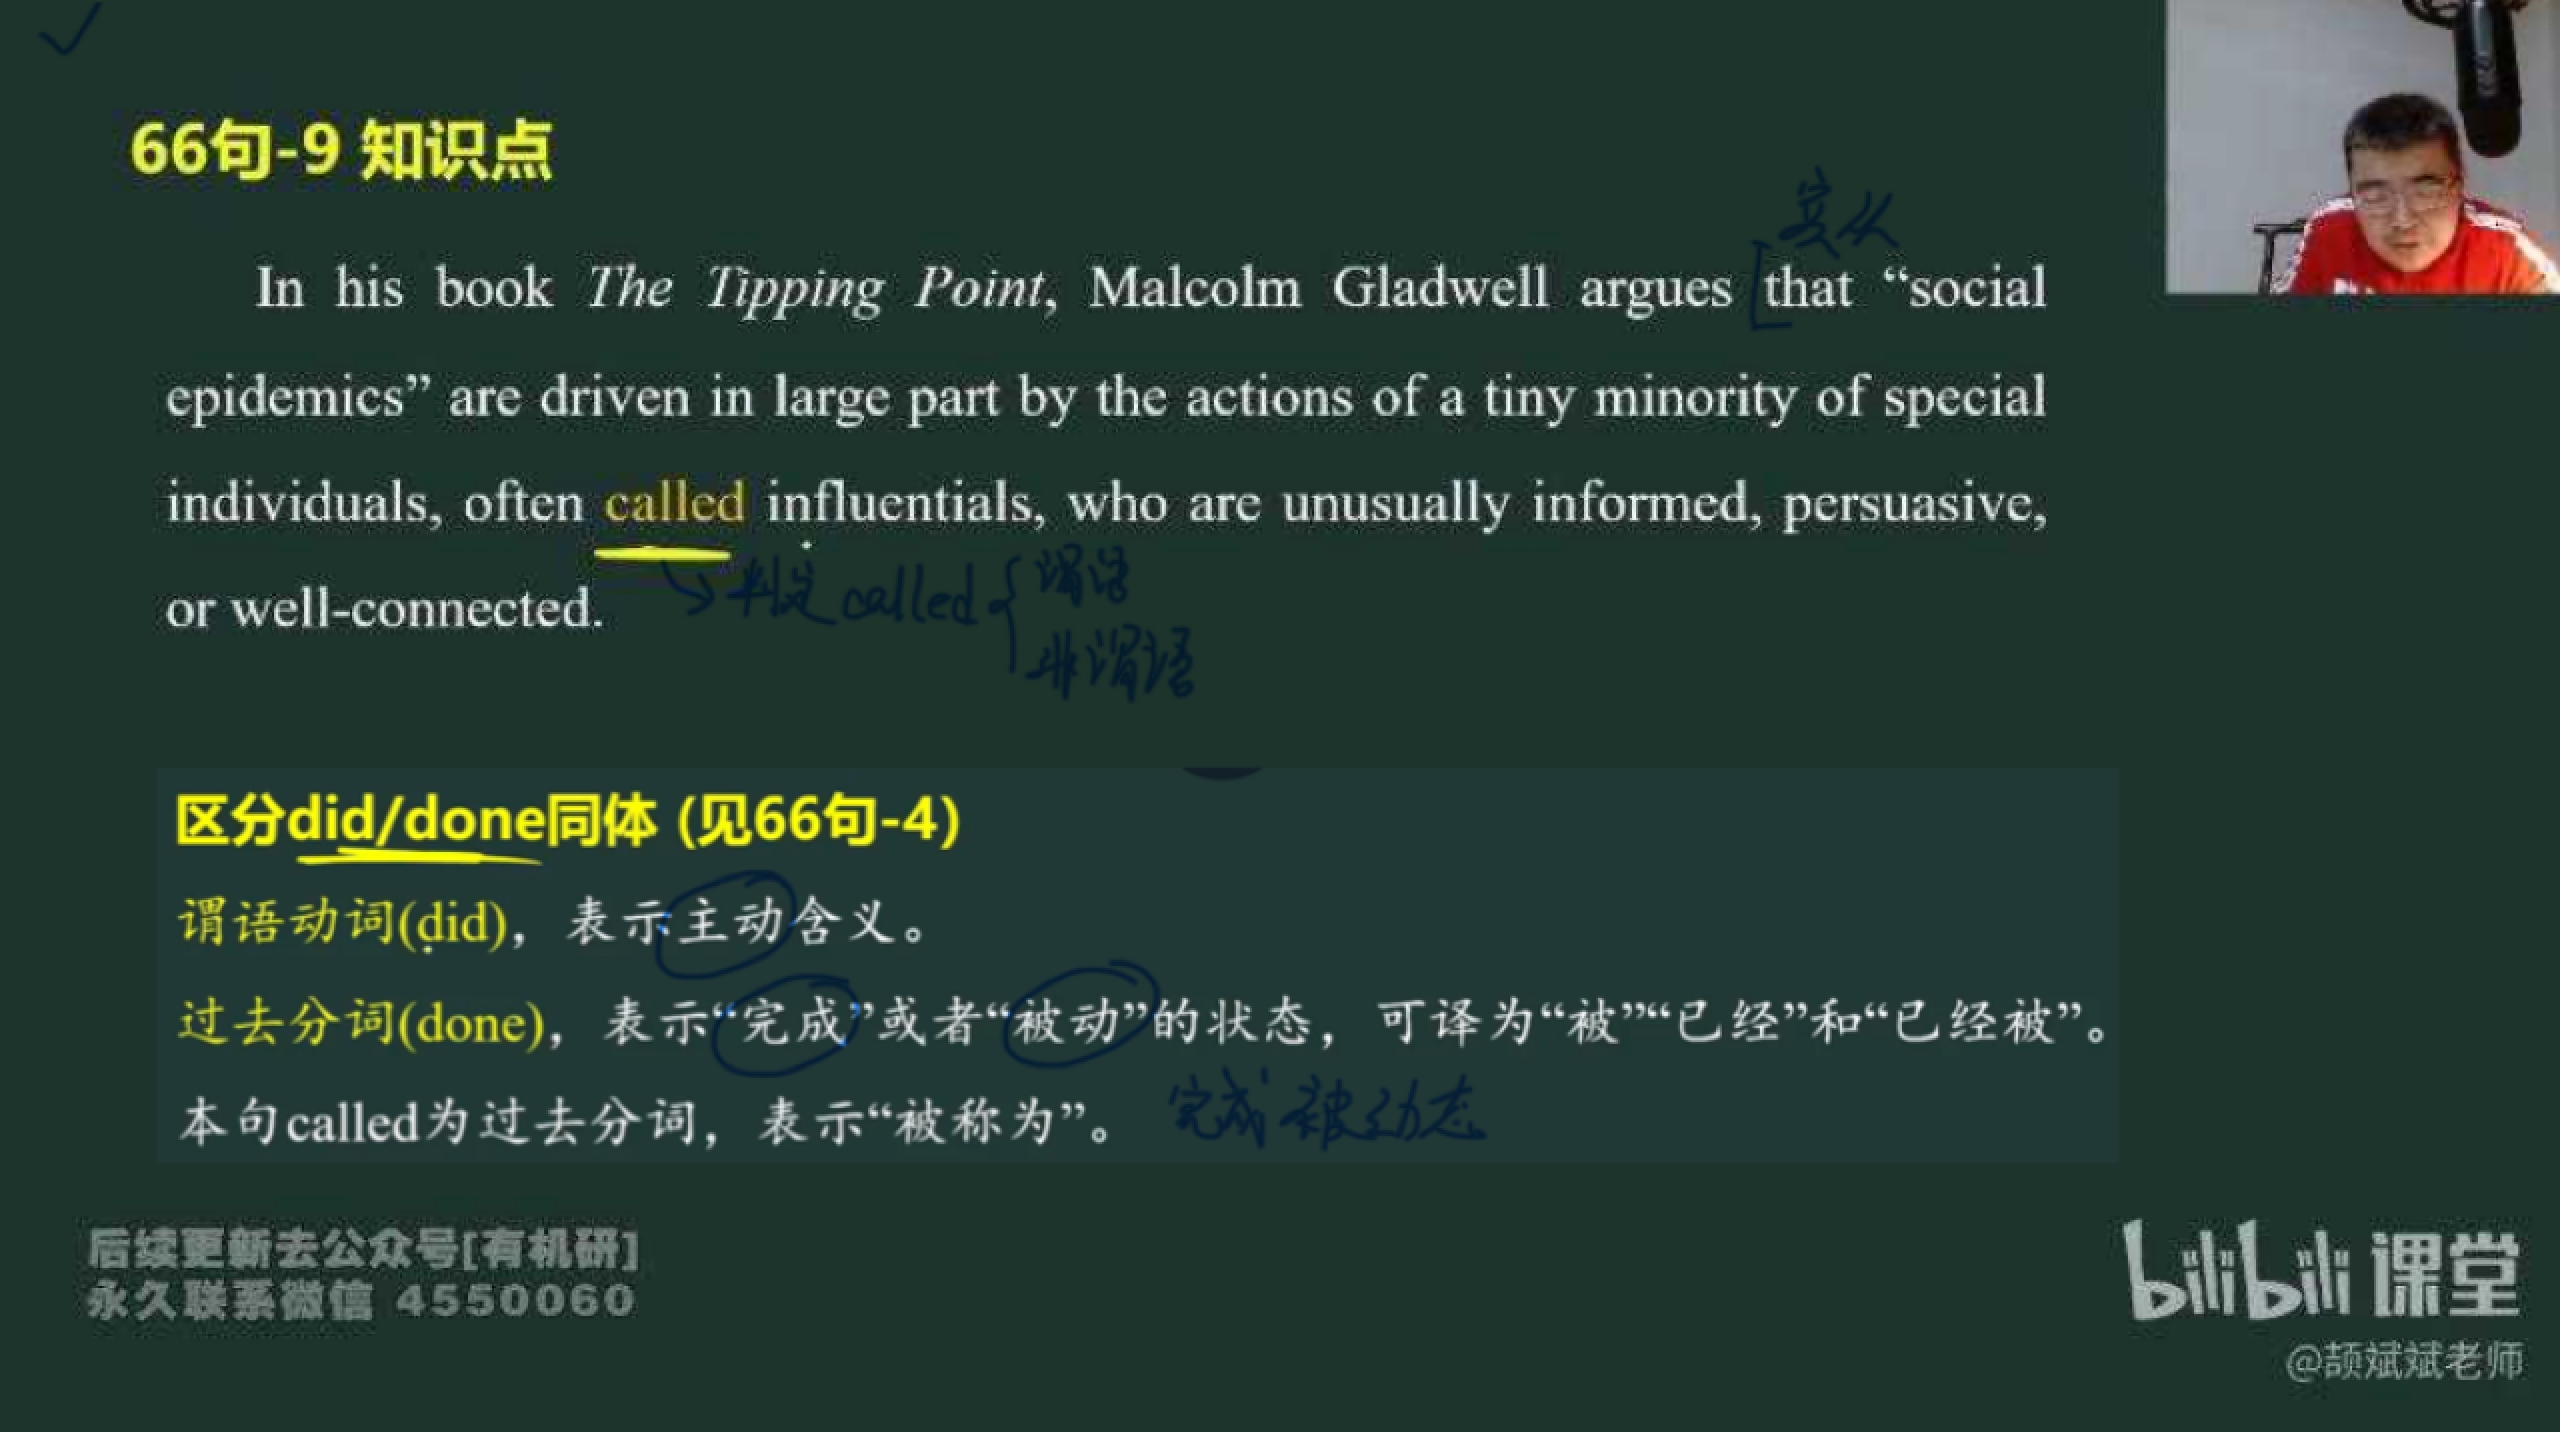 66句-9 知识点
宾从
In his book The Tipping Point, Malcolm Gladwell argues that “social
epidemics” are driven in large part by the actions of a tiny minority of special
individuals, often called influentials, who are unusually informed, persuasive,
or well-connected.
判定 called { 谓语
非谓语
区分did/done同体 (见66句-4)
谓语动词(did)，表示主动含义。
过去分词(done)，表示“完成”或者“被动”的状态，可译为“被”“已经”和“已经被”。
本句called为过去分词，表示“被称为”。 完成 被动态
后续更新去公众号[有机研]
永久联系微信 4550060
bilibili 课堂
@颉斌斌老师